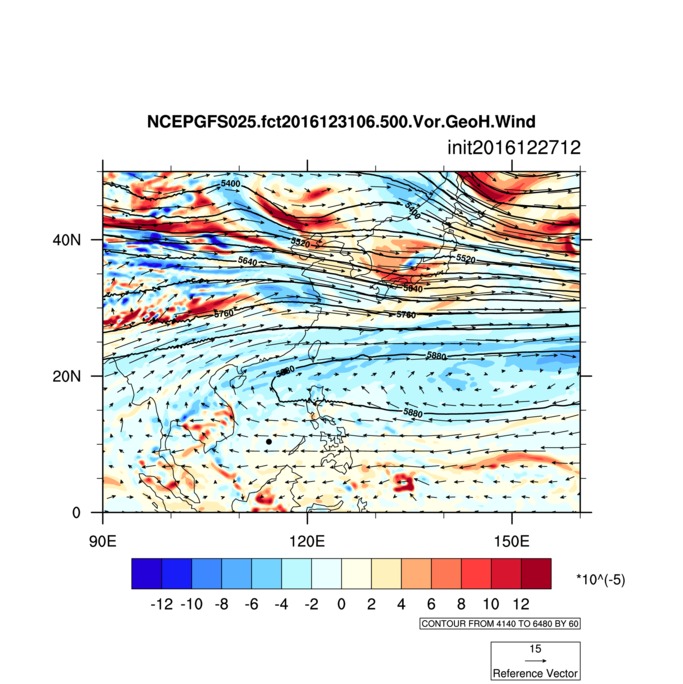 NCEPGFS025.fct2016123106.500.Vor.GeoH.Wind
init2016122712
5400
5400
40N
5520
5520
5640
5640
5760
5760
5880
5880
20N
5880
0
90E 120E 150E
-12 -10 -8 -6 -4 -2 0 2 4 6 8 10 12
*10^(-5)
CONTOUR FROM 4140 TO 6480 BY 60
15
Reference Vector